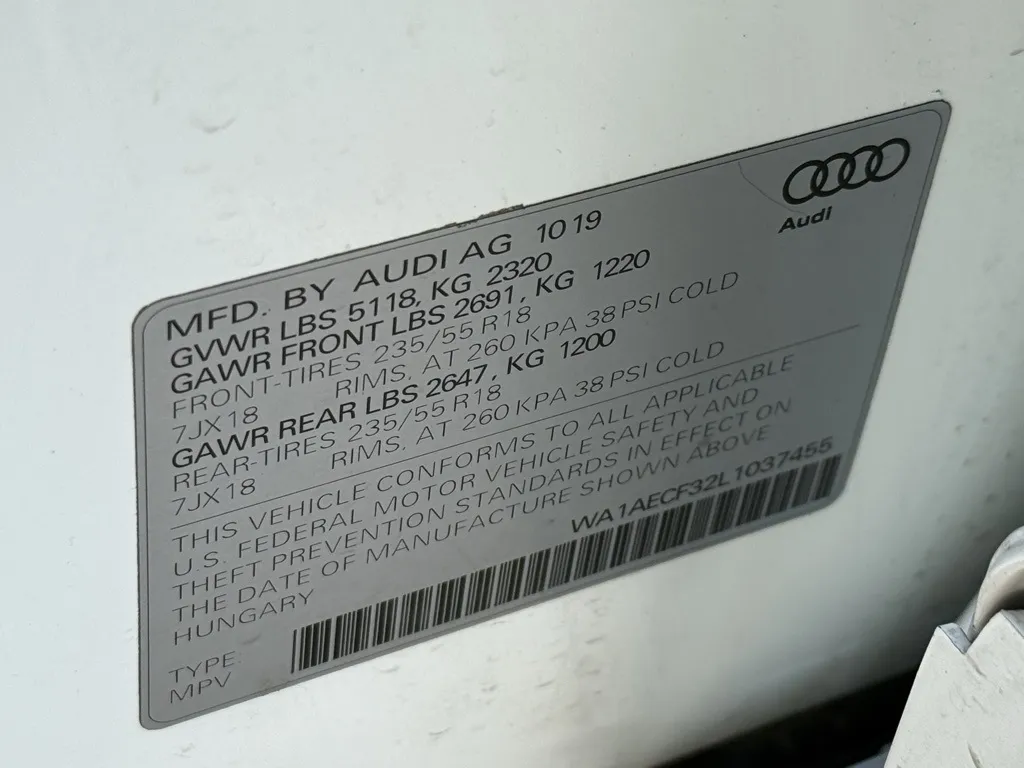 Audi
MFD. BY AUDI AG 1019
GVWR LBS 5118, KG 2320
GAWR FRONT LBS 2691, KG 1220
FRONT-TIRES 235/55 R18
7JX18 RIMS, AT 260 KPA 38 PSI COLD
GAWR REAR LBS 2647, KG 1200
REAR-TIRES 235/55 R18
7JX18 RIMS, AT 260 KPA 38 PSI COLD
THIS VEHICLE CONFORMS TO ALL APPLICABLE
U.S. FEDERAL MOTOR VEHICLE SAFETY AND
THEFT PREVENTION STANDARDS IN EFFECT ON
THE DATE OF MANUFACTURE SHOWN ABOVE
HUNGARY
WA1AECF32L1037455
TYPE:
MPV